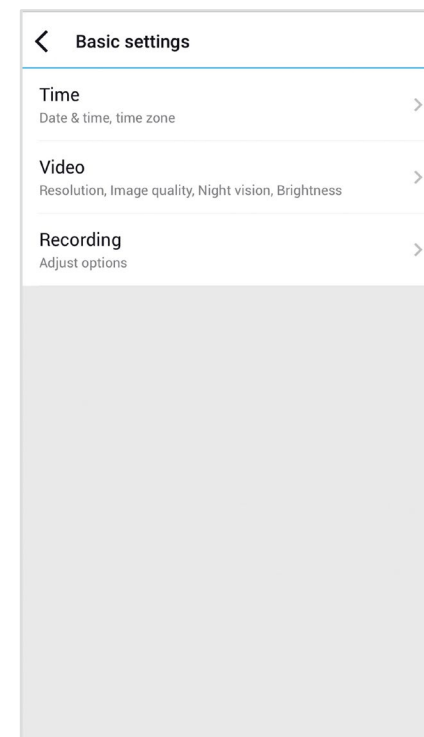 Basic settings
Time
Date & time, time zone
Video
Resolution, Image quality, Night vision, Brightness
Recording
Adjust options